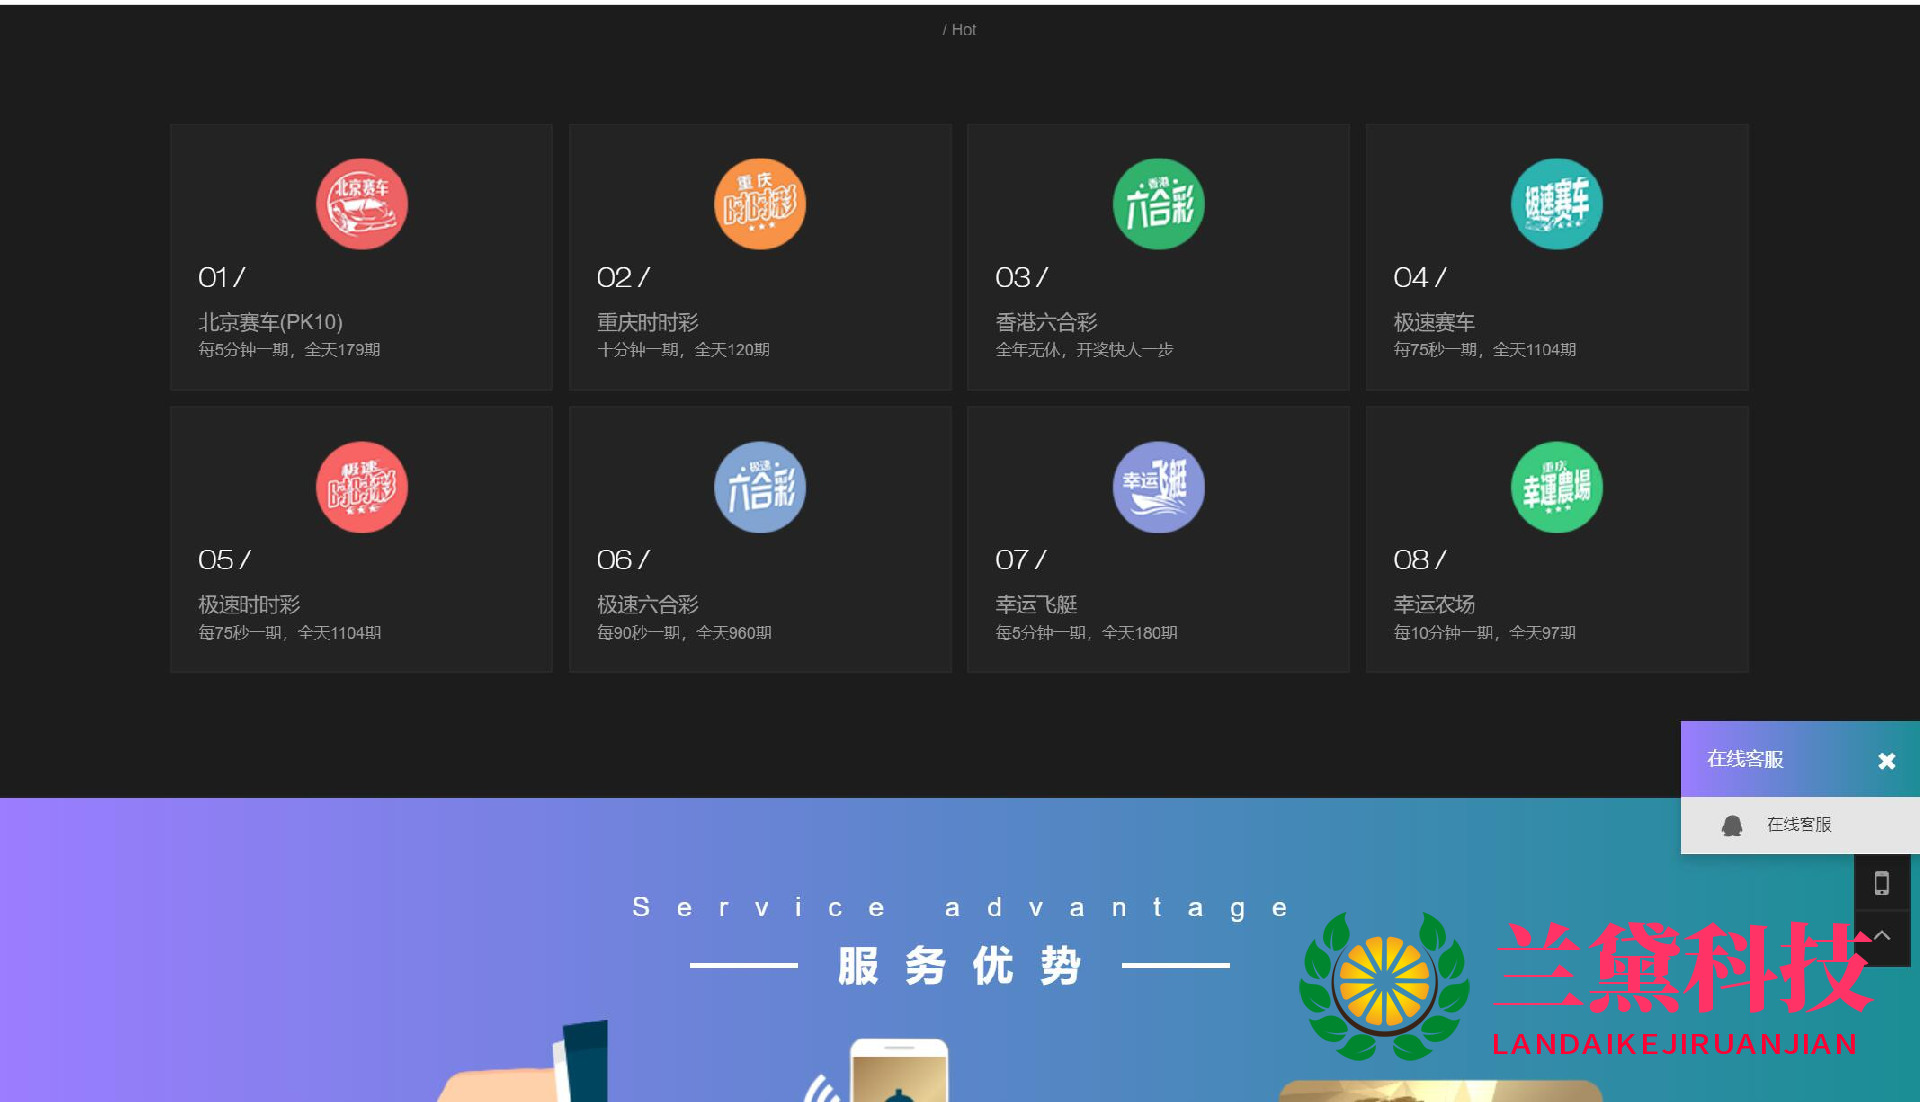 / Hot
北京赛车
01 /
北京赛车(PK10)
每5分钟一期，全天179期
重庆
时时彩
02 /
重庆时时彩
十分钟一期，全天120期
香港
六合彩
03 /
香港六合彩
全年无休，开奖快人一步
极速赛车
04 /
极速赛车
每75秒一期，全天1104期
极速
时时彩
05 /
极速时时彩
每75秒一期，全天1104期
极速
六合彩
06 /
极速六合彩
每90秒一期，全天960期
幸运飞艇
07 /
幸运飞艇
每5分钟一期，全天180期
重庆
幸運農場
08 /
幸运农场
每10分钟一期，全天97期
在线客服
在线客服
Service advantage
服务优势
兰黛科技
LANDAIKEJIRUANJIAN